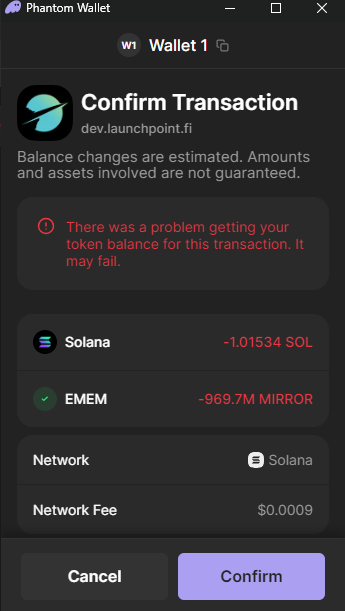 Phantom Wallet
W1 Wallet 1
Confirm Transaction
dev.launchpoint.fi
Balance changes are estimated. Amounts
and assets involved are not guaranteed.
There was a problem getting your
token balance for this transaction. It
may fail.
Solana -1.01534 SOL
EMEM -969.7M MIRROR
Network Solana
Network Fee $0.0009
Cancel Confirm